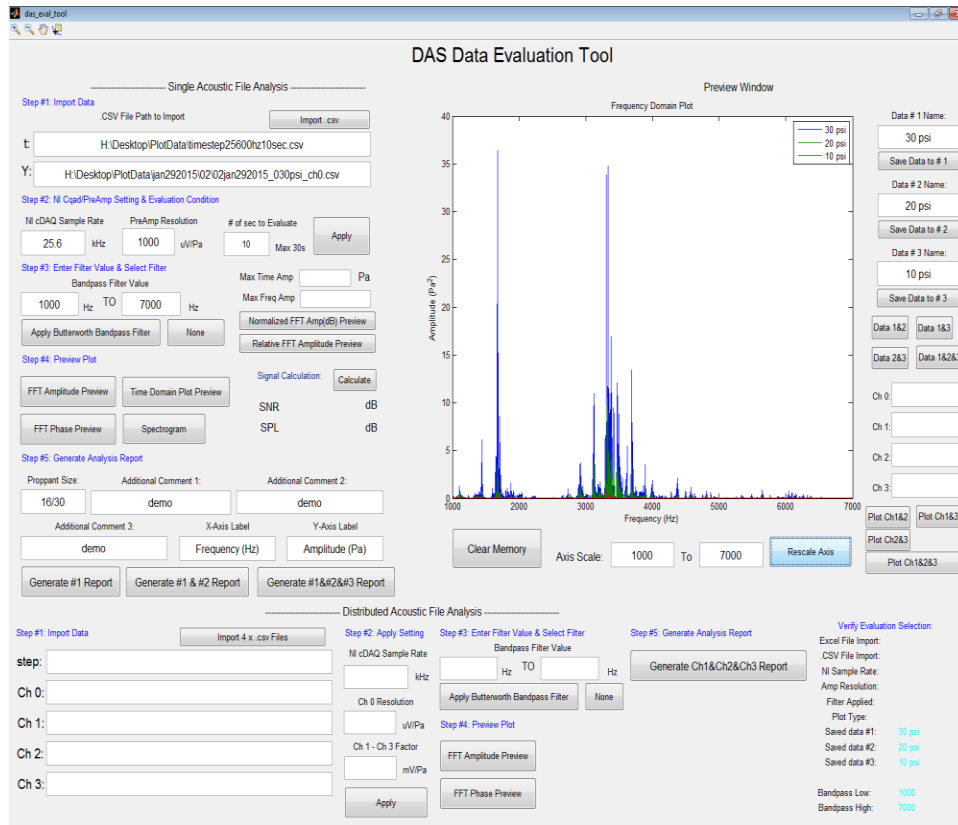 das_eval_tool
DAS Data Evaluation Tool
------------------------ Single Acoustic File Analysis ------------------------
Step #1: Import Data
.CSV File Path to Import
Import .csv
t: H:\Desktop\PlotData\timestep25600hz10sec.csv
Y: H:\Desktop\PlotData\jan292015\02\02jan292015_030psi_ch0.csv
Step #2: NI Cqad/PreAmp Setting & Evaluation Condition
NI cDAQ Sample Rate PreAmp Resolution # of sec to Evaluate
25.6 kHz 1000 uV/Pa 10 Max 30s Apply
Step #3: Enter Filter Value & Select Filter
Bandpass Filter Value
1000 Hz TO 7000 Hz
Apply Butterworth Bandpass Filter None
Max Time Amp Pa
Max Freq Amp
Normalized FFT Amp(dB) Preview
Relative FFT Amplitude Preview
Step #4: Preview Plot
FFT Amplitude Preview Time Domain Plot Preview
FFT Phase Preview Spectrogram
Signal Calculation: Calculate
SNR dB
SPL dB
Step #5: Generate Analysis Report
Proppant Size: Additional Comment 1: Additional Comment 2:
16/30 demo demo
Additional Comment 3: X-Axis Label Y-Axis Label
demo Frequency (Hz) Amplitude (Pa)
Generate #1 Report Generate #1 & #2 Report Generate #1&#2&#3 Report
Preview Window
Frequency Domain Plot
30 psi
20 psi
10 psi
Amplitude (Pa²)
40
35
30
25
20
15
10
5
0
1000 2000 3000 4000 5000 6000 7000
Frequency (Hz)
Clear Memory Axis Scale: 1000 To 7000 Rescale Axis
Data # 1 Name:
30 psi
Save Data to # 1
Data # 2 Name:
20 psi
Save Data to # 2
Data # 3 Name:
10 psi
Save Data to # 3
Data 1&2 Data 1&3
Data 2&3 Data 1&2&3
Ch 0:
Ch 1:
Ch 2:
Ch 3:
Plot Ch1&2 Plot Ch1&3
Plot Ch2&3
Plot Ch1&2&3
------------------------ Distributed Acoustic File Analysis ------------------------
Step #1: Import Data
Import 4 x .csv Files
step:
Ch 0:
Ch 1:
Ch 2:
Ch 3:
Step #2: Apply Setting
NI cDAQ Sample Rate
kHz
Ch 0 Resolution
uV/Pa
Ch 1 - Ch 3 Factor
mV/Pa
Apply
Step #3: Enter Filter Value & Select Filter
Bandpass Filter Value
Hz TO Hz
Apply Butterworth Bandpass Filter None
Step #4: Preview Plot
FFT Amplitude Preview
FFT Phase Preview
Step #5: Generate Analysis Report
Generate Ch1&Ch2&Ch3 Report
Verify Evaluation Selection:
Excel File Import:
.CSV File Import:
NI Sample Rate:
Amp Resolution:
Filter Applied:
Plot Type:
Saved data #1: 30 psi
Saved data #2: 20 psi
Saved data #3: 10 psi
Bandpass Low: 1000
Bandpass High: 7000